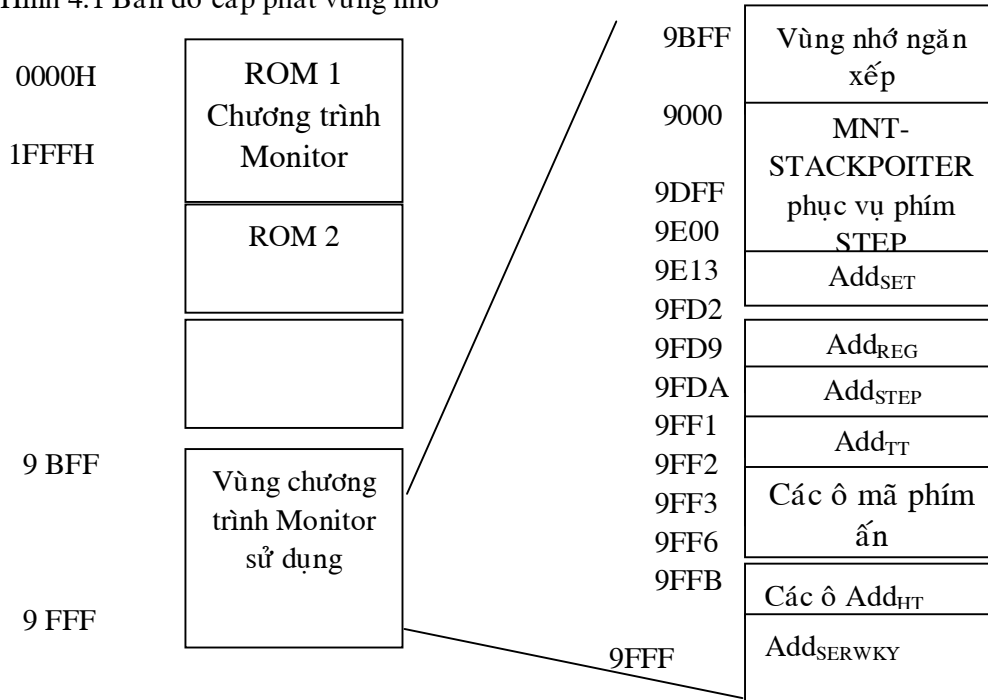 Hình 4.1 Bản đồ cấp phát vùng nhớ
0000H
1FFFH
ROM 1
Chương trình
Monitor
ROM 2
9 BFF
9 FFF
Vùng chương
trình Monitor
sử dụng
9BFF
9000
9DFF
9E00
9E13
9FD2
9FD9
9FDA
9FF1
9FF2
9FF3
9FF6
9FFB
9FFF
Vùng nhớ ngăn
xếp
MNT-
STACKPOITER
phục vụ phím
STEP
AddSET
AddREG
AddSTEP
AddTT
Các ô mã phím
ấn
Các ô AddHT
AddSERWKY